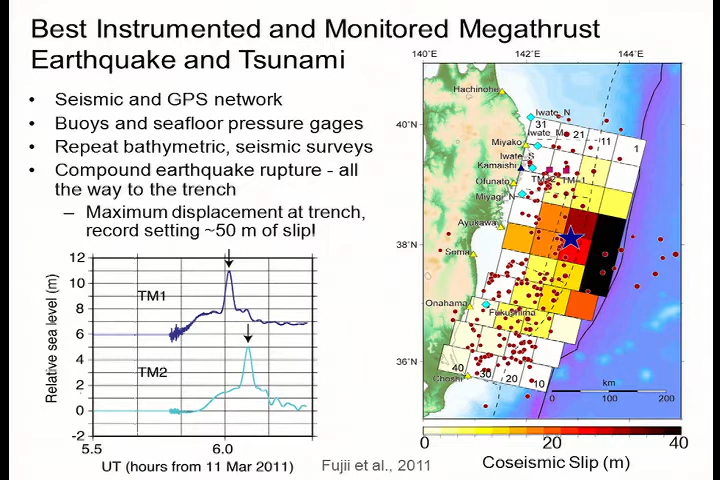 Best Instrumented and Monitored Megathrust
Earthquake and Tsunami
• Seismic and GPS network
• Buoys and seafloor pressure gages
• Repeat bathymetric, seismic surveys
• Compound earthquake rupture - all
the way to the trench
– Maximum displacement at trench,
record setting ~50 m of slip!
12
10
8
6
4
2
0
-2
Relative sea level (m)
TM1
TM2
5.5
6.0
UT (hours from 11 Mar 2011)
Fujii et al., 2011
140˚E
142˚E
144˚E
40˚N
38˚N
36˚N
Hachinohe
Iwate_N
31
Iwate_M
21
11
1
Miyako
Iwate_S
Kamaishi
TM-2
TM-1
Ofunato
Miyagi_N
Ayukawa
Soma
Onahama
Fukushima
40
30
20
10
Choshi
km
0
100
200
0
20
40
Coseismic Slip (m)